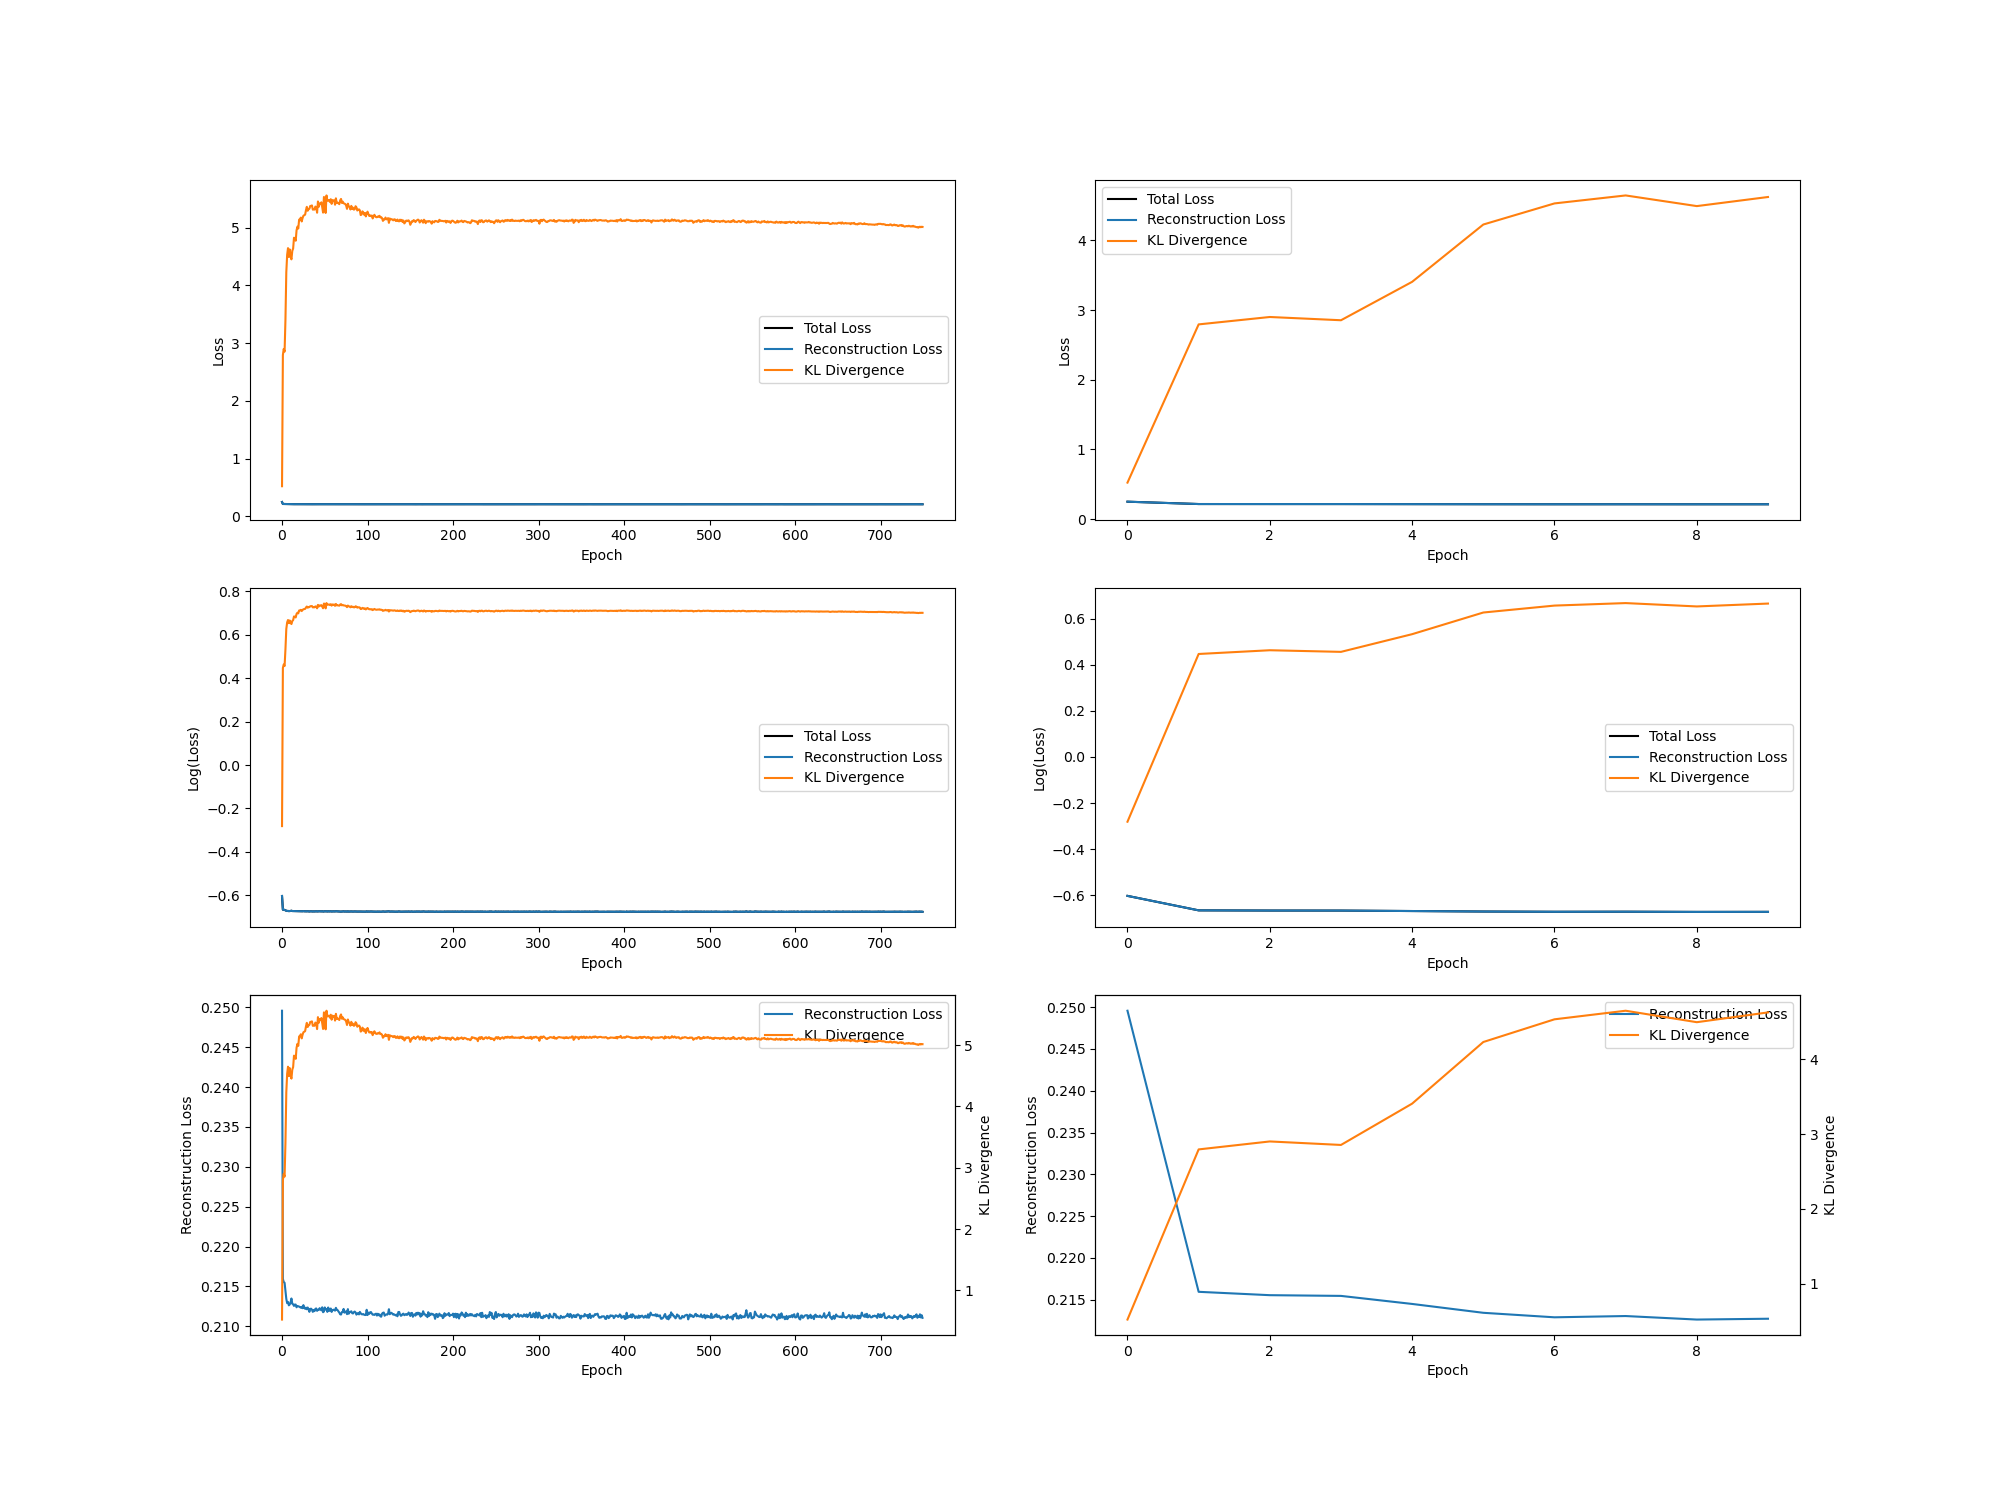 5
4
3
2
1
0
Loss
0 100 200 300 400 500 600 700
Epoch
Total Loss
Reconstruction Loss
KL Divergence
4
3
2
1
0
Loss
0 2 4 6 8
Epoch
Total Loss
Reconstruction Loss
KL Divergence
0.8
0.6
0.4
0.2
0.0
−0.2
−0.4
−0.6
Log(Loss)
0 100 200 300 400 500 600 700
Epoch
Total Loss
Reconstruction Loss
KL Divergence
0.6
0.4
0.2
0.0
−0.2
−0.4
−0.6
Log(Loss)
0 2 4 6 8
Epoch
Total Loss
Reconstruction Loss
KL Divergence
0.250
0.245
0.240
0.235
0.230
0.225
0.220
0.215
0.210
Reconstruction Loss
0 100 200 300 400 500 600 700
Epoch
Reconstruction Loss
KL Divergence
5
4
3
2
1
KL Divergence
0.250
0.245
0.240
0.235
0.230
0.225
0.220
0.215
Reconstruction Loss
0 2 4 6 8
Epoch
Reconstruction Loss
KL Divergence
4
3
2
1
KL Divergence